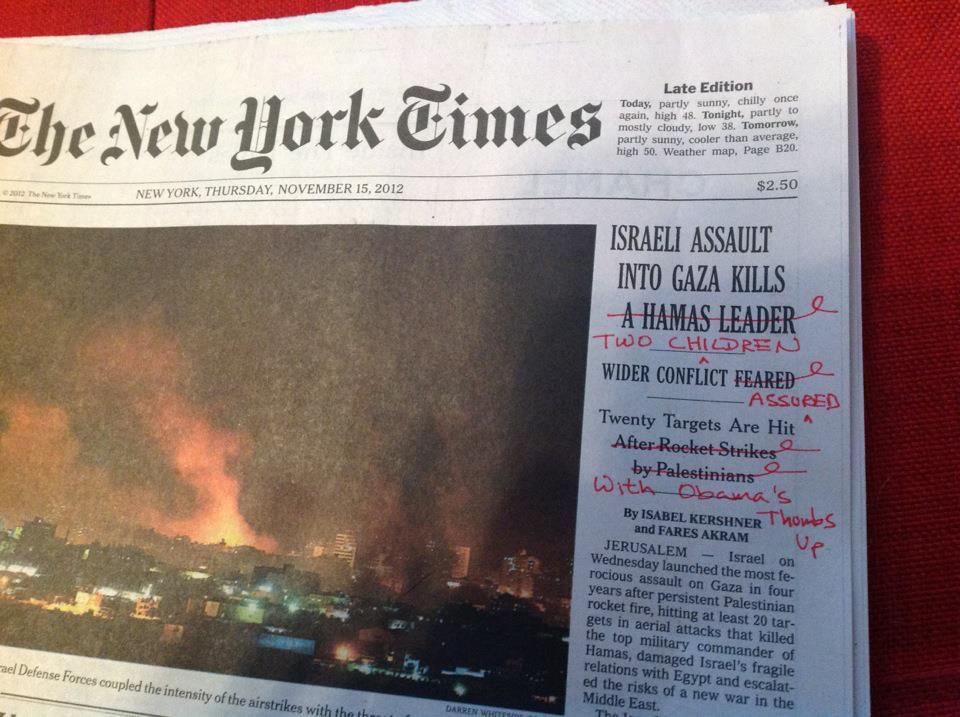 The New York Times
Late Edition
Today, partly sunny, chilly once
again, high 48. Tonight, partly to
mostly cloudy, low 38. Tomorrow,
partly sunny, cooler than average,
high 50. Weather map, Page B20.
© 2012 The New York Times
NEW YORK, THURSDAY, NOVEMBER 15, 2012
$2.50
ISRAELI ASSAULT
INTO GAZA KILLS
A HAMAS LEADER
TWO CHILDREN
WIDER CONFLICT FEARED
ASSURED
Twenty Targets Are Hit
After Rocket Strikes
by Palestinians
With Obama's
Thumbs
Up
By ISABEL KERSHNER
and FARES AKRAM
JERUSALEM — Israel on
Wednesday launched the most fe-
rocious assault on Gaza in four
years after persistent Palestinian
rocket fire, hitting at least 20 tar-
gets in aerial attacks that killed
the top military commander of
Hamas, damaged Israel's fragile
relations with Egypt and escalat-
ed the risks of a new war in the
Middle East.
rael Defense Forces coupled the intensity of the airstrikes with the
DARREN